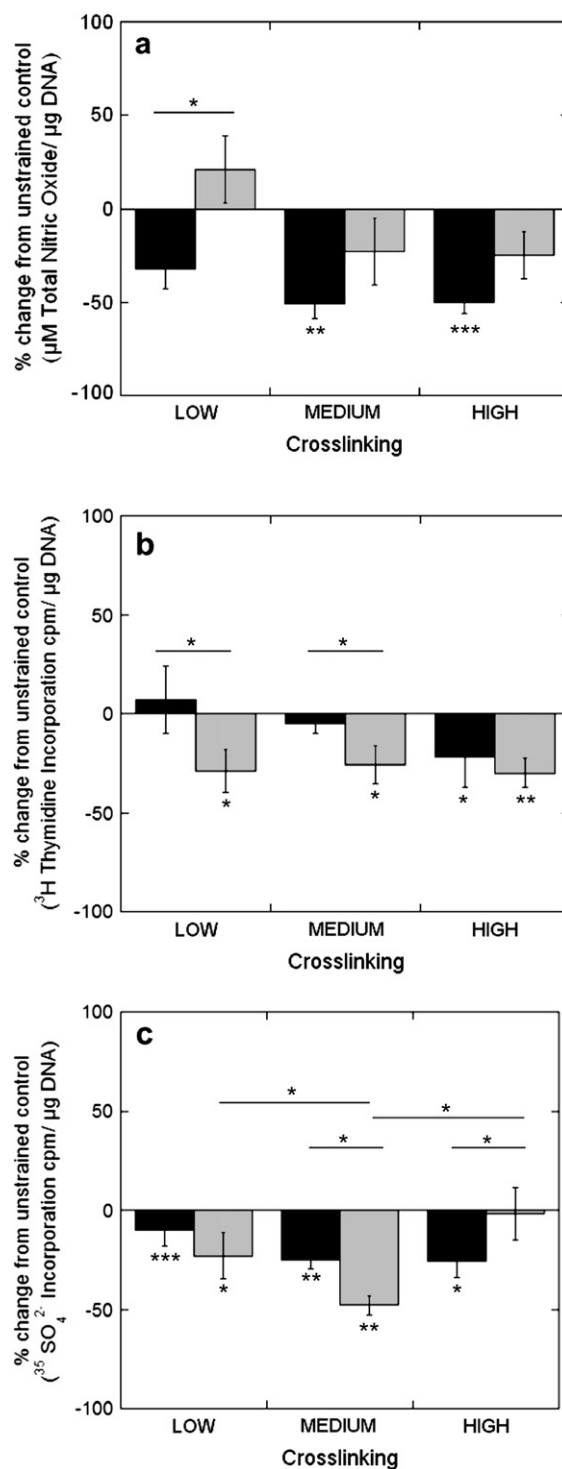 a
% change from unstrained control
(µM Total Nitric Oxide/ µg DNA)
100
50
0
-50
-100
*
**
***
LOW MEDIUM HIGH
Crosslinking
b
% change from unstrained control
(³H Thymidine Incorporation cpm/ µg DNA)
100
50
0
-50
-100
* *
* * * **
LOW MEDIUM HIGH
Crosslinking
c
% change from unstrained control
(³⁵ SO₄²⁻ Incorporation cpm/ µg DNA)
100
50
0
-50
-100
* *
* *
*** * ** ** *
LOW MEDIUM HIGH
Crosslinking